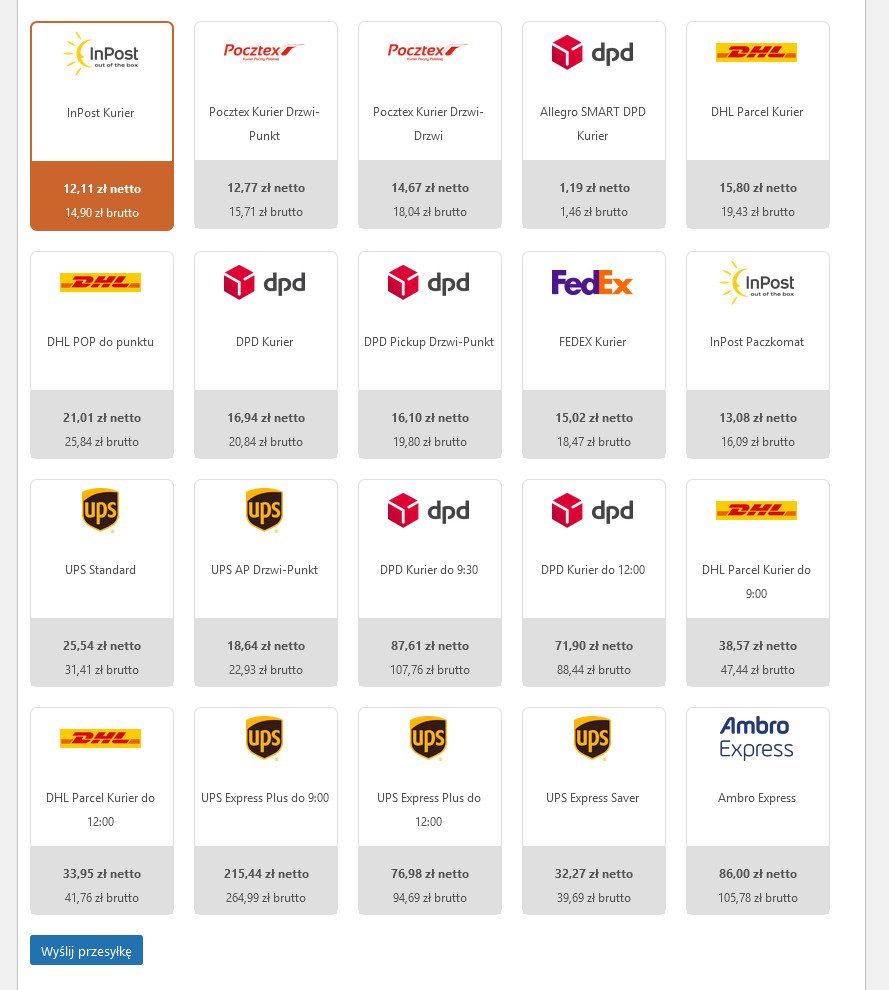 InPost
out of the box
InPost Kurier
12,11 zł netto
14,90 zł brutto
Pocztex
Kurier Poczty Polskiej
Pocztex Kurier Drzwi-
Punkt
12,77 zł netto
15,71 zł brutto
Pocztex
Kurier Poczty Polskiej
Pocztex Kurier Drzwi-
Drzwi
14,67 zł netto
18,04 zł brutto
dpd
Allegro SMART DPD
Kurier
1,19 zł netto
1,46 zł brutto
DHL
DHL Parcel Kurier
15,80 zł netto
19,43 zł brutto
DHL
DHL POP do punktu
21,01 zł netto
25,84 zł brutto
dpd
DPD Kurier
16,94 zł netto
20,84 zł brutto
dpd
DPD Pickup Drzwi-Punkt
16,10 zł netto
19,80 zł brutto
FedEx
FEDEX Kurier
15,02 zł netto
18,47 zł brutto
InPost
out of the box
InPost Paczkomat
13,08 zł netto
16,09 zł brutto
ups
UPS Standard
25,54 zł netto
31,41 zł brutto
ups
UPS AP Drzwi-Punkt
18,64 zł netto
22,93 zł brutto
dpd
DPD Kurier do 9:30
87,61 zł netto
107,76 zł brutto
dpd
DPD Kurier do 12:00
71,90 zł netto
88,44 zł brutto
DHL
DHL Parcel Kurier do
9:00
38,57 zł netto
47,44 zł brutto
DHL
DHL Parcel Kurier do
12:00
33,95 zł netto
41,76 zł brutto
ups
UPS Express Plus do 9:00
215,44 zł netto
264,99 zł brutto
ups
UPS Express Plus do
12:00
76,98 zł netto
94,69 zł brutto
ups
UPS Express Saver
32,27 zł netto
39,69 zł brutto
Ambro
Express
Ambro Express
86,00 zł netto
105,78 zł brutto
Wyślij przesyłkę